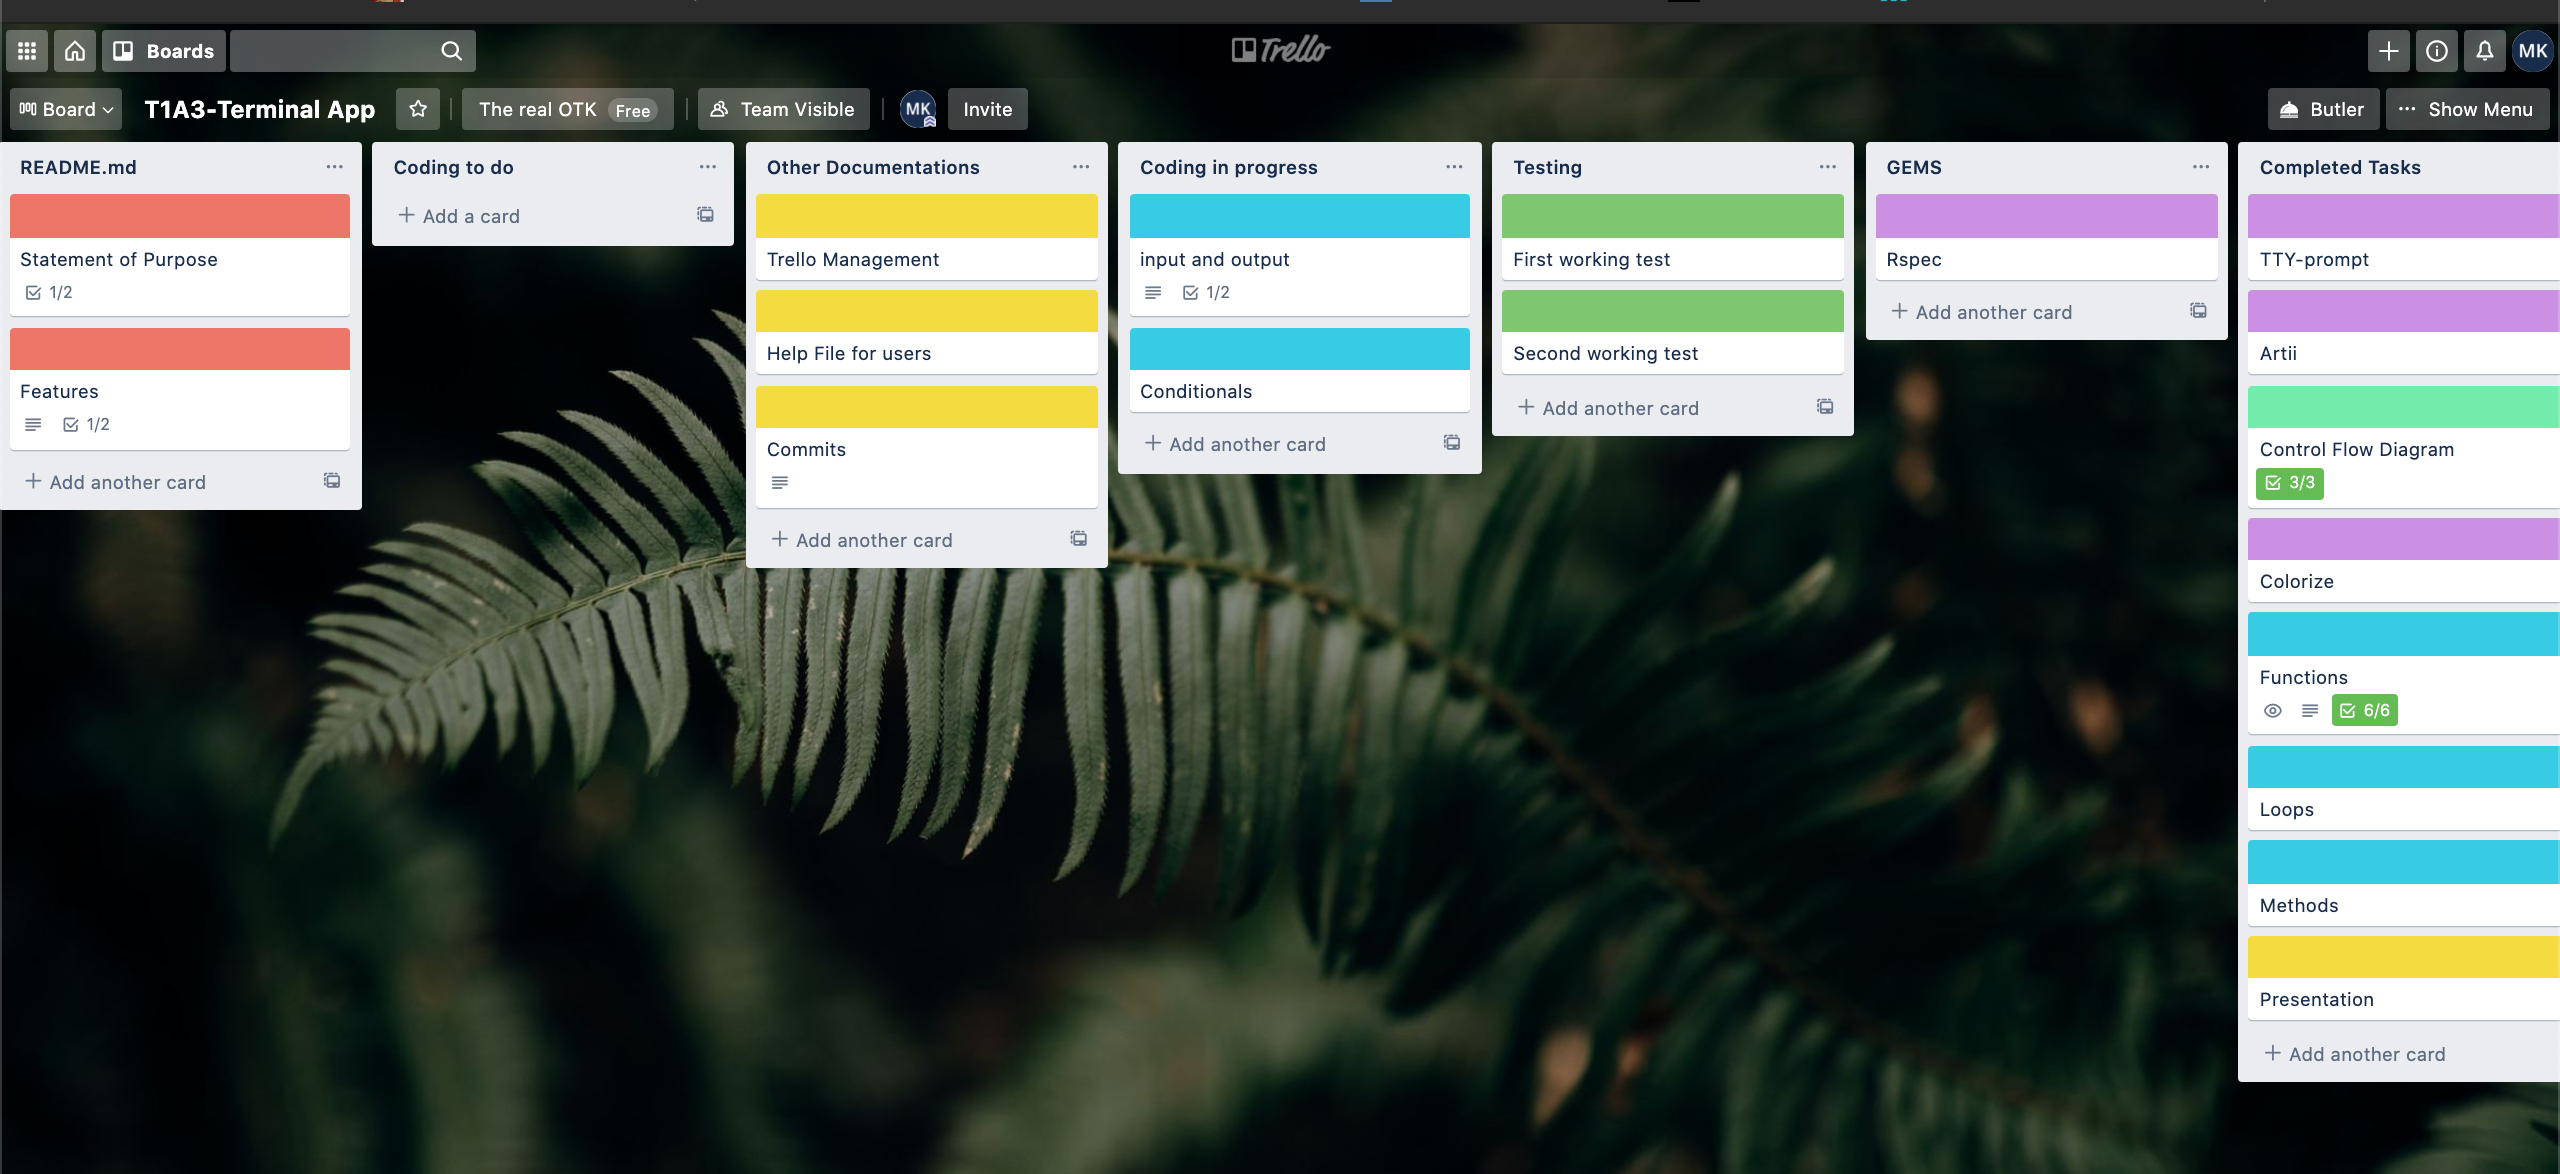 Boards
Trello
MK
Board
T1A3-Terminal App
The real OTK Free
Team Visible
MK
Invite
Butler
Show Menu
README.md
Statement of Purpose
1/2
Features
1/2
Add another card
Coding to do
Add a card
Other Documentations
Trello Management
Help File for users
Commits
Add another card
Coding in progress
input and output
1/2
Conditionals
Add another card
Testing
First working test
Second working test
Add another card
GEMS
Rspec
Add another card
Completed Tasks
TTY-prompt
Artii
Control Flow Diagram
3/3
Colorize
Functions
6/6
Loops
Methods
Presentation
Add another card